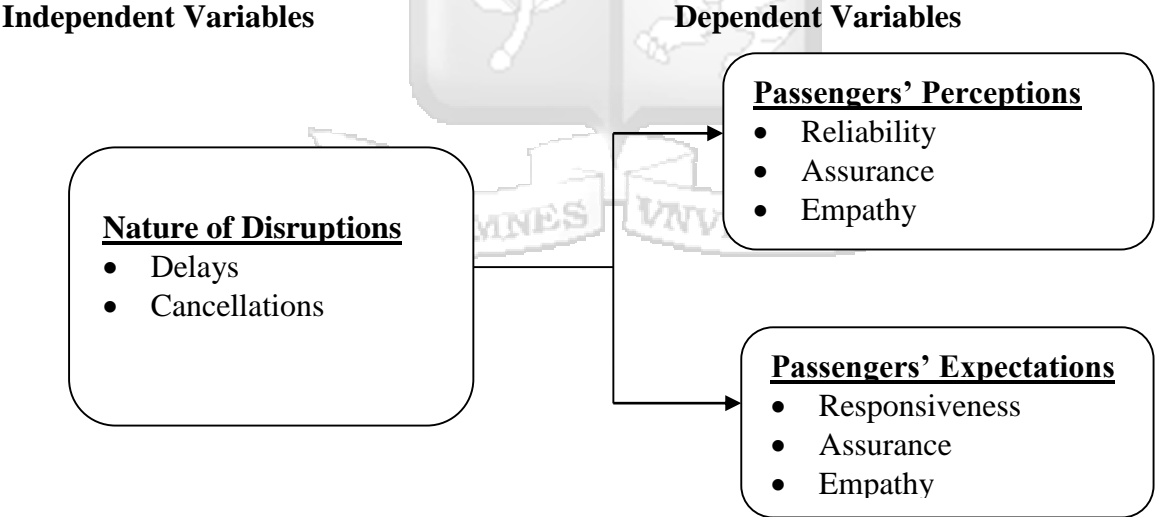 Independent Variables
Dependent Variables
Passengers’ Perceptions
• Reliability
• Assurance
• Empathy
Nature of Disruptions
• Delays
• Cancellations
Passengers’ Expectations
• Responsiveness
• Assurance
• Empathy